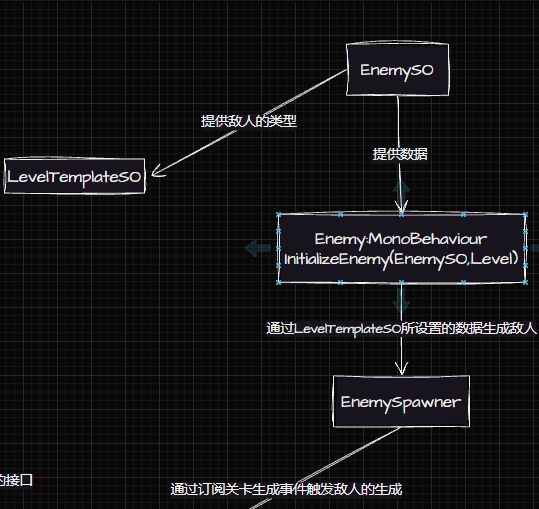 EnemySO
提供敌人的类型
提供数据
LevelTemplateSO
Enemy:MonoBehaviour
InitializeEnemy(EnemySO,Level)
通过LevelTemplateSO所设置的数据生成敌人
EnemySpawner
的接口
通过订阅关卡生成事件触发敌人的生成